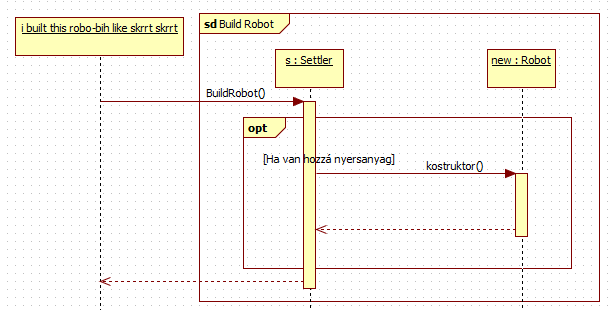 i built this robo-bih like skrrt skrrt
sd Build Robot
s : Settler
new : Robot
BuildRobot()
opt
[Ha van hozzá nyersanyag]
kostruktor()